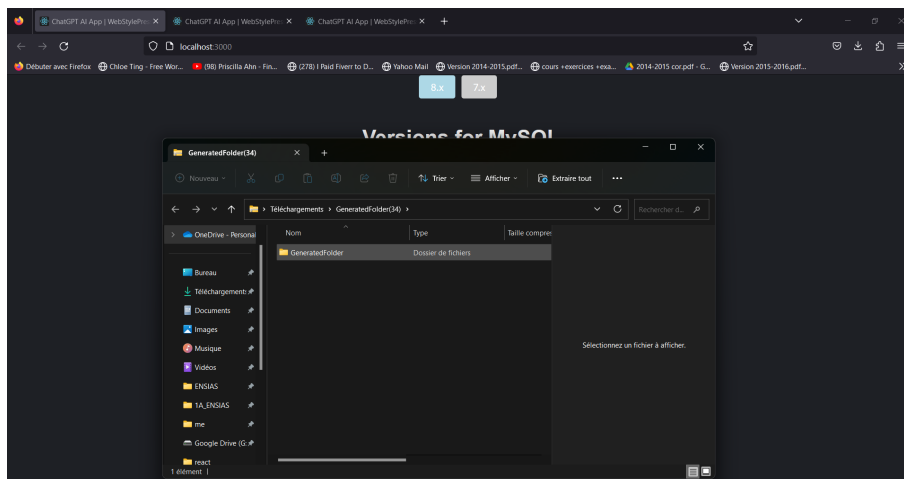 ChatGPT AI App | WebStylePre
ChatGPT AI App | WebStylePre
ChatGPT AI App | WebStylePre
localhost:3000
Débuter avec Firefox Chloe Ting - Free Wor... (98) Priscilla Ahn - Fin... (278) I Paid Fiverr to D... Yahoo Mail Version 2014-2015.pdf... cours +exercices +exa... 2014-2015 cor.pdf - G... Version 2015-2016.pdf...
8.x 7.x
Versions for MySQL
GeneratedFolder(34)
Nouveau Trier Afficher Extraire tout
Téléchargements > GeneratedFolder(34) > Rechercher d...
OneDrive - Personal
Nom Type Taille compres
GeneratedFolder Dossier de fichiers
Bureau
Téléchargements
Documents
Images
Musique
Vidéos
ENSIAS
1A_ENSIAS
me
Google Drive (G:
react
Sélectionnez un fichier à afficher.
1 élément